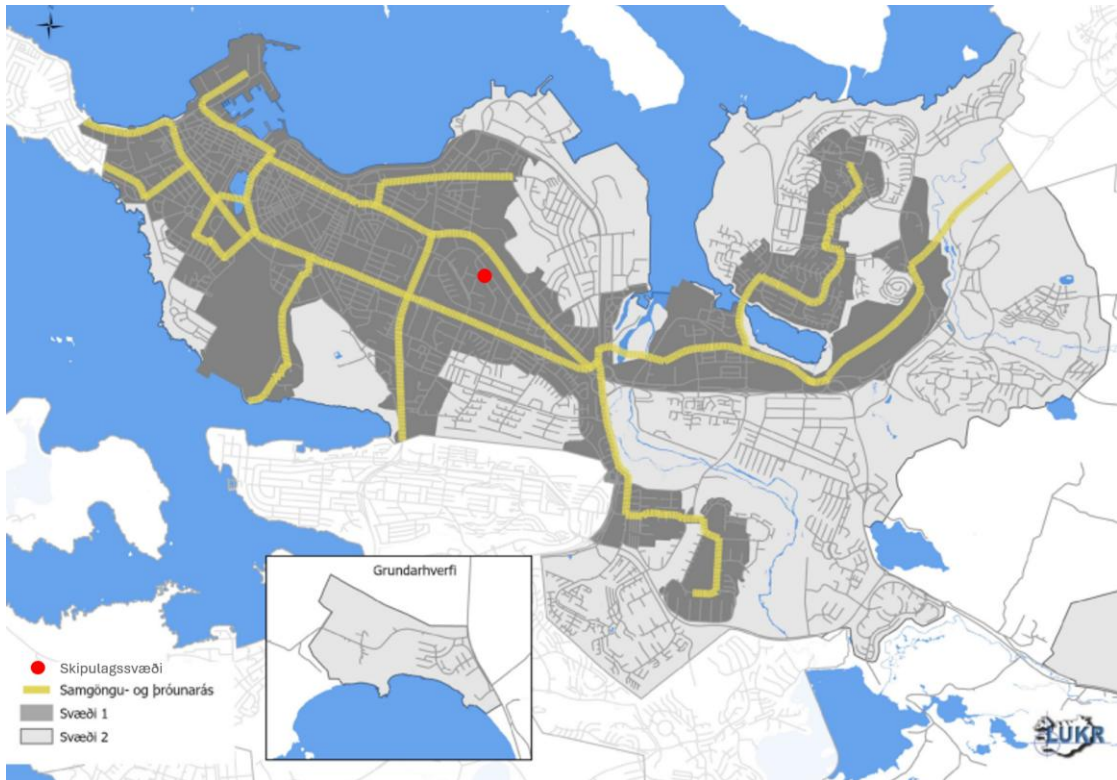 Grundarhverfi
Skipulagssvæði
Samgöngu- og þróunarás
Svæði 1
Svæði 2
LUKR